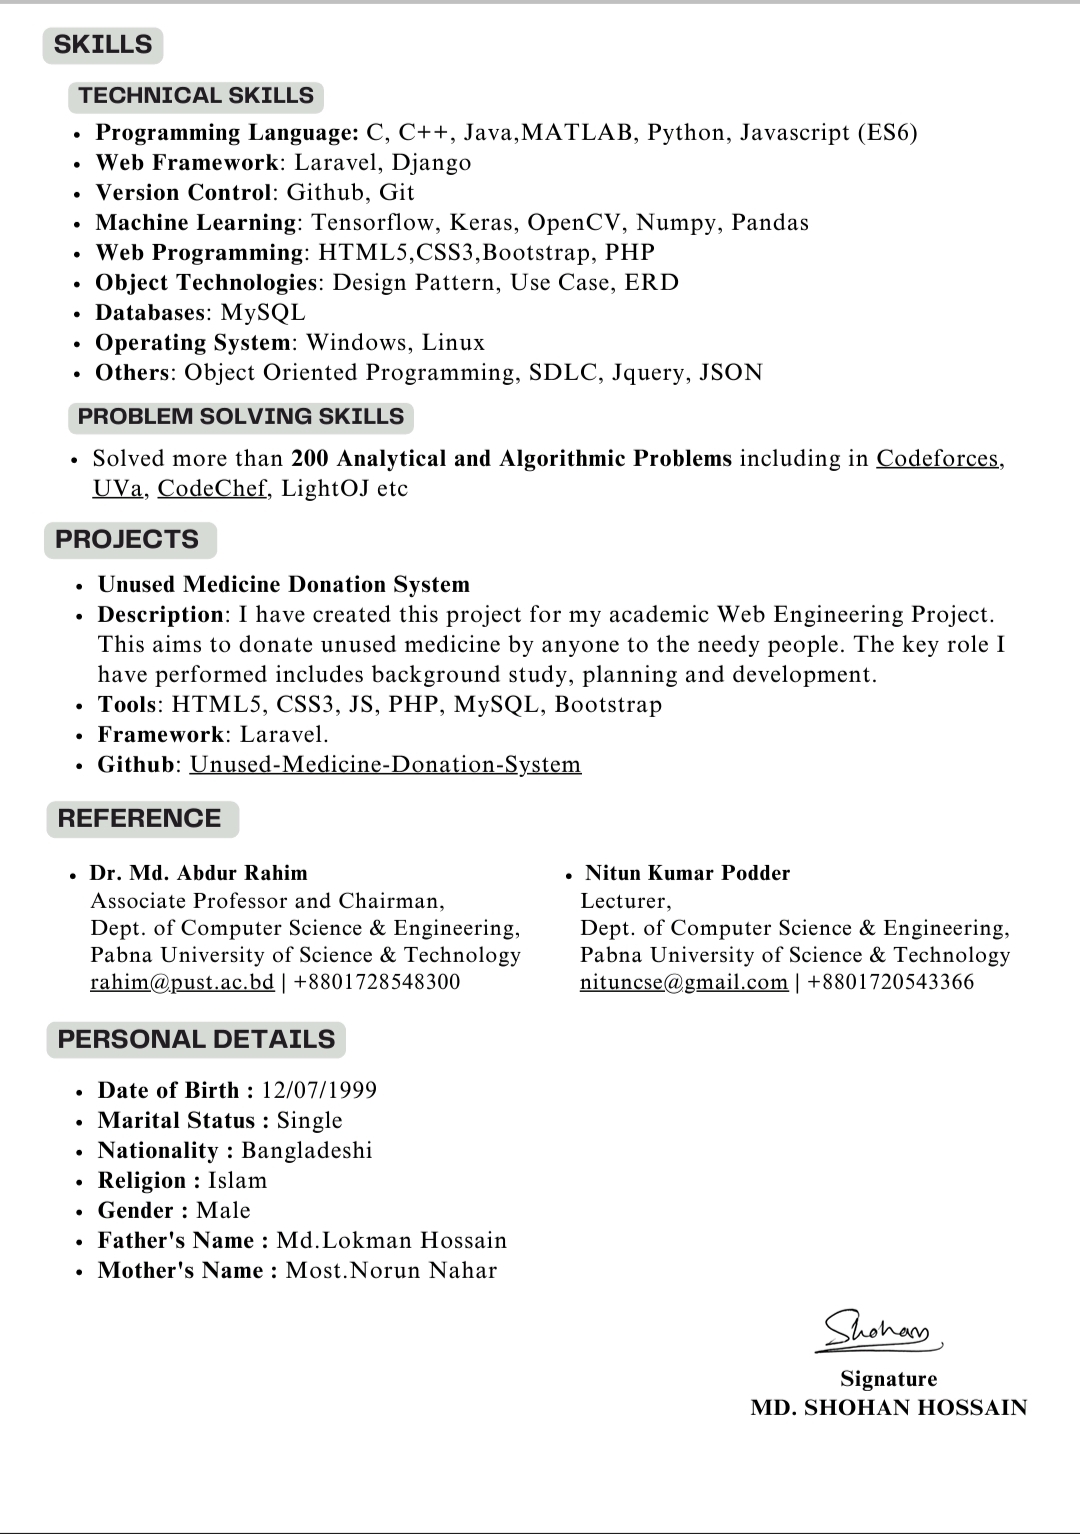 SKILLS
TECHNICAL SKILLS
• Programming Language: C, C++, Java,MATLAB, Python, Javascript (ES6)
• Web Framework: Laravel, Django
• Version Control: Github, Git
• Machine Learning: Tensorflow, Keras, OpenCV, Numpy, Pandas
• Web Programming: HTML5,CSS3,Bootstrap, PHP
• Object Technologies: Design Pattern, Use Case, ERD
• Databases: MySQL
• Operating System: Windows, Linux
• Others: Object Oriented Programming, SDLC, Jquery, JSON
PROBLEM SOLVING SKILLS
• Solved more than 200 Analytical and Algorithmic Problems including in Codeforces,
UVa, CodeChef, LightOJ etc
PROJECTS
• Unused Medicine Donation System
• Description: I have created this project for my academic Web Engineering Project.
This aims to donate unused medicine by anyone to the needy people. The key role I
have performed includes background study, planning and development.
• Tools: HTML5, CSS3, JS, PHP, MySQL, Bootstrap
• Framework: Laravel.
• Github: Unused-Medicine-Donation-System
REFERENCE
• Dr. Md. Abdur Rahim
Associate Professor and Chairman,
Dept. of Computer Science & Engineering,
Pabna University of Science & Technology
rahim@pust.ac.bd | +8801728548300
• Nitun Kumar Podder
Lecturer,
Dept. of Computer Science & Engineering,
Pabna University of Science & Technology
nituncse@gmail.com | +8801720543366
PERSONAL DETAILS
• Date of Birth : 12/07/1999
• Marital Status : Single
• Nationality : Bangladeshi
• Religion : Islam
• Gender : Male
• Father's Name : Md.Lokman Hossain
• Mother's Name : Most.Norun Nahar
Shohan
Signature
MD. SHOHAN HOSSAIN